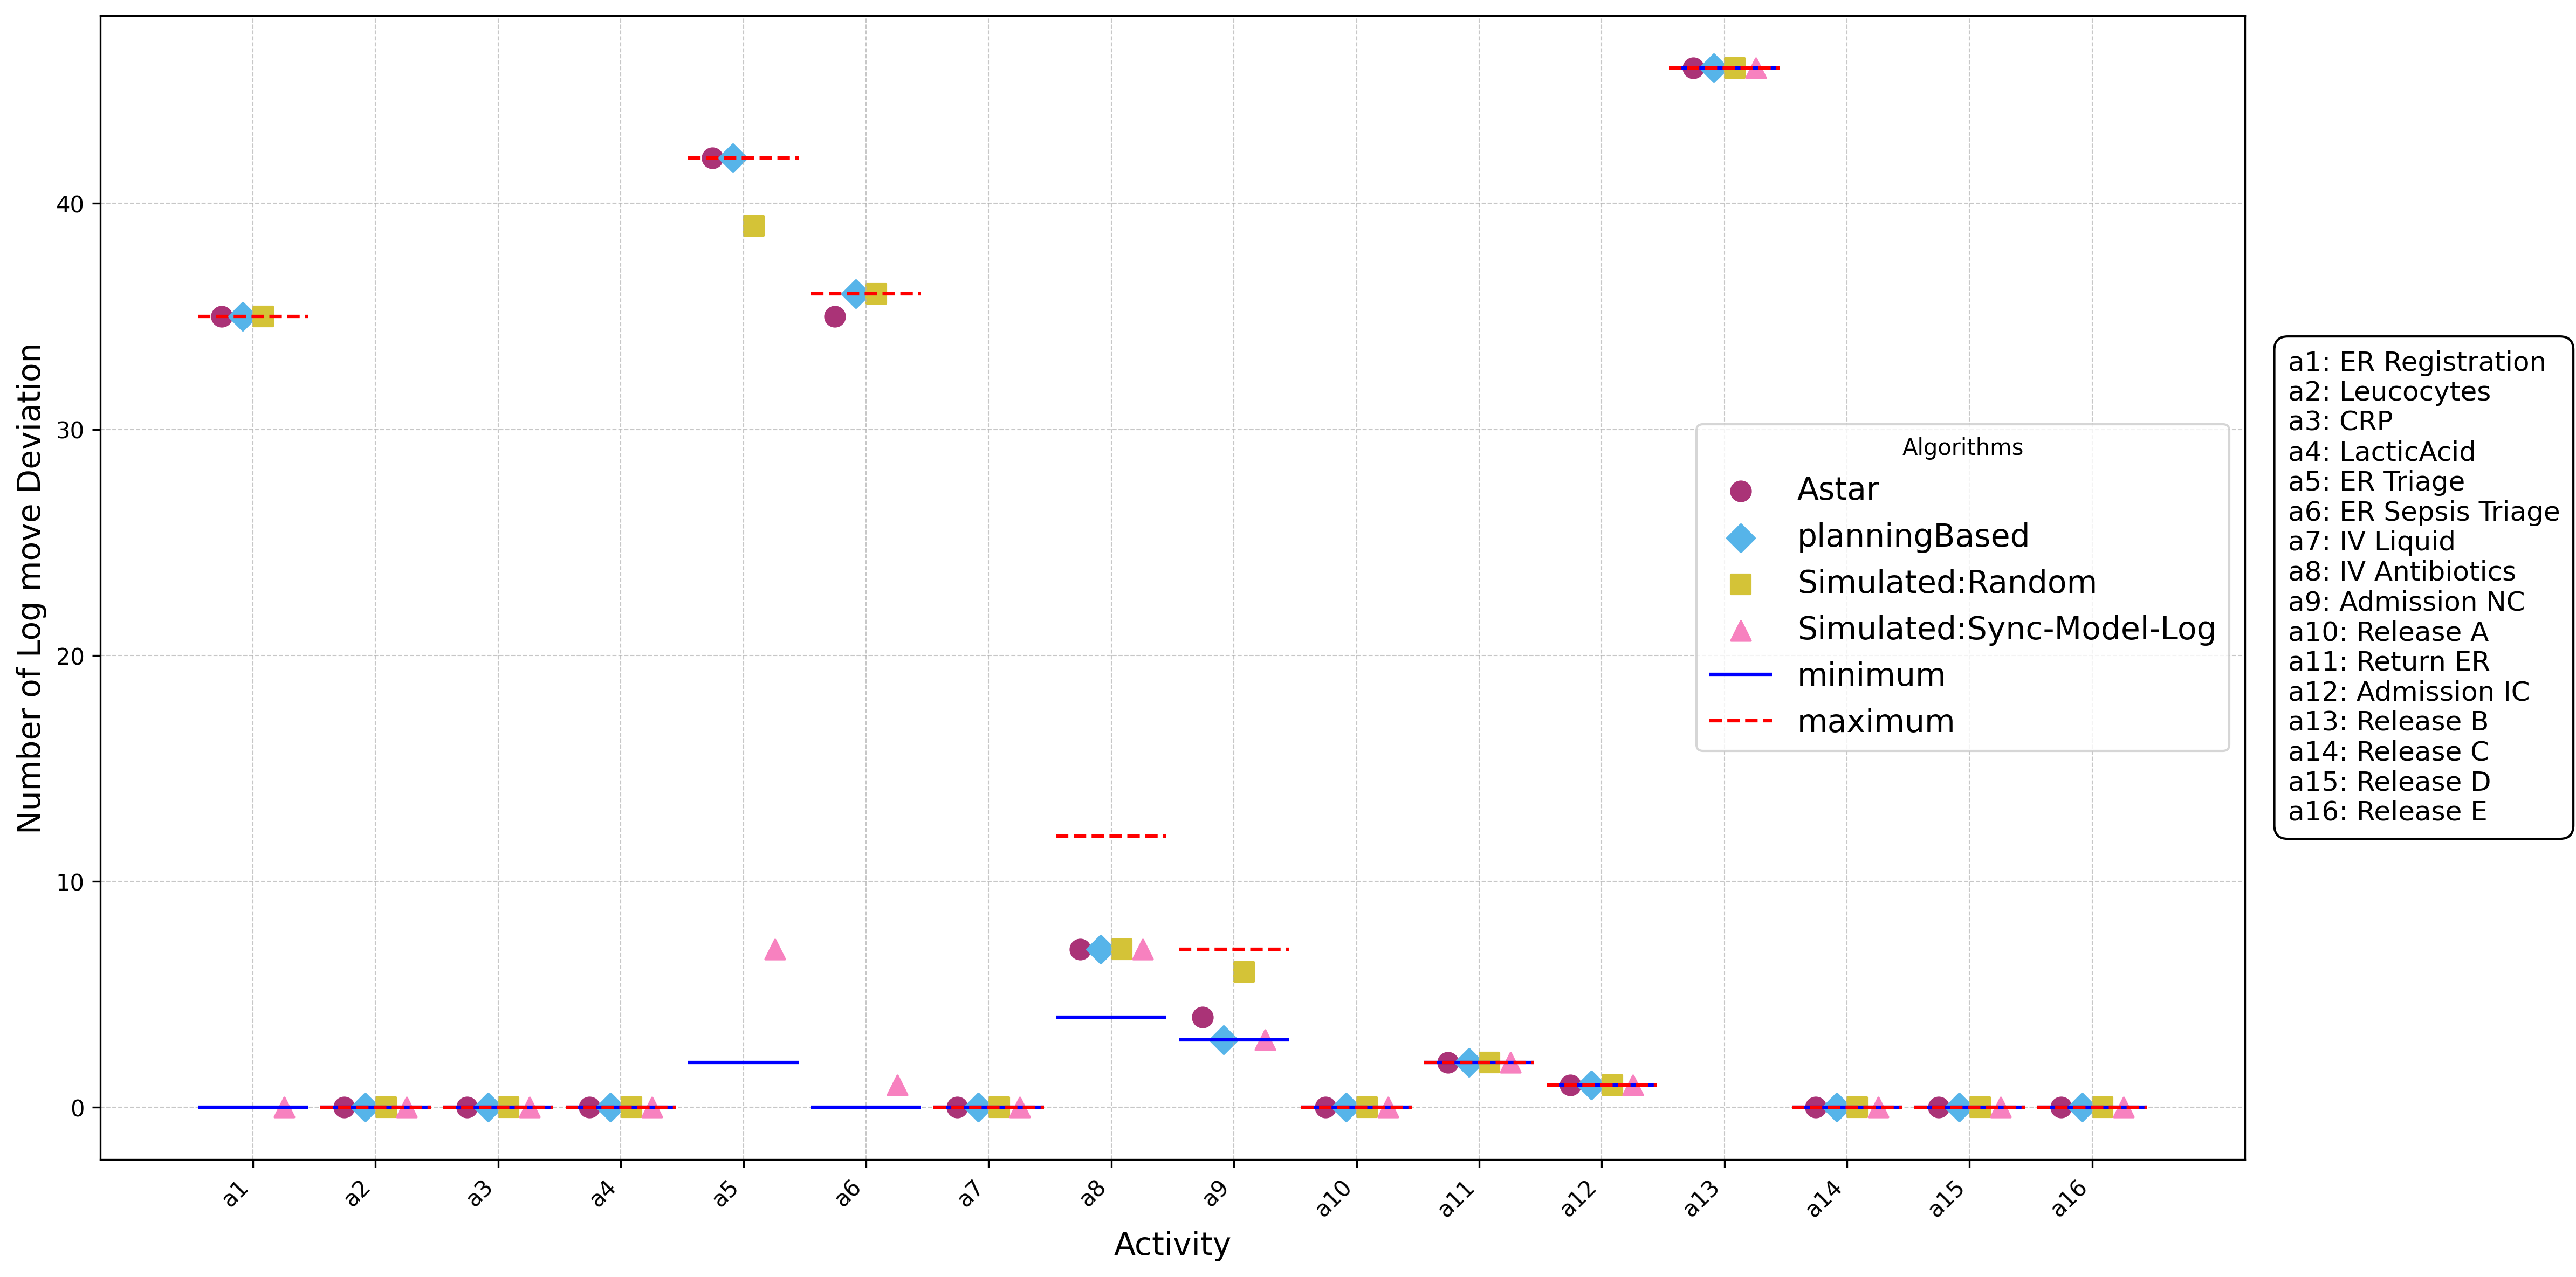 Number of Log move Deviation
40
30
20
10
0
Algorithms
Astar
planningBased
Simulated:Random
Simulated:Sync-Model-Log
minimum
maximum
a1: ER Registration
a2: Leucocytes
a3: CRP
a4: LacticAcid
a5: ER Triage
a6: ER Sepsis Triage
a7: IV Liquid
a8: IV Antibiotics
a9: Admission NC
a10: Release A
a11: Return ER
a12: Admission IC
a13: Release B
a14: Release C
a15: Release D
a16: Release E
a1 a2 a3 a4 a5 a6 a7 a8 a9 a10 a11 a12 a13 a14 a15 a16
Activity